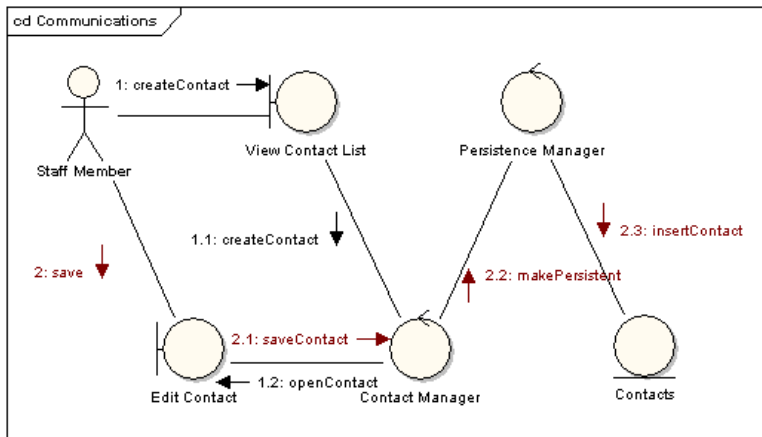 cd Communications
1: createContact
View Contact List
Persistence Manager
Staff Member
1.1: createContact
2.3: insertContact
2: save
2.2: makePersistent
2.1: saveContact
1.2: openContact
Edit Contact
Contact Manager
Contacts